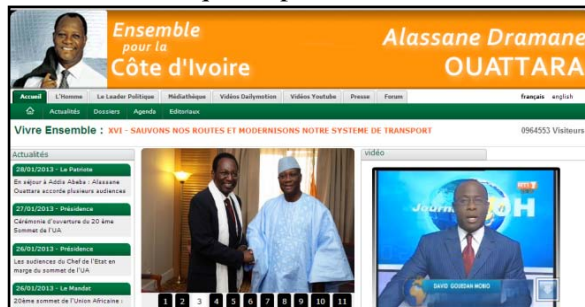 Ensemble
pour la
Côte d'Ivoire
Alassane Dramane
OUATTARA
Accueil L'Homme Le Leader Politique Médiathèque Vidéos Dailymotion Vidéos Youtube Presse Forum français english
Actualités Dossiers Agenda Editoriaux
Vivre Ensemble : XVI - SAUVONS NOS ROUTES ET MODERNISONS NOTRE SYSTEME DE TRANSPORT 0964553 Visiteurs
Actualités
28/01/2013 - Le Patriote
En séjour à Addis Abeba : Alassane
Ouattara accorde plusieurs audiences
27/01/2013 - Présidence
Cérémonie d'ouverture du 20 ème
Sommet de l'UA
26/01/2013 - Présidence
Les audiences du Chef de l'Etat en
marge du sommet de l'UA
26/01/2013 - Le Mandat
20ème sommet de l'Union Africaine :
1 2 3 4 5 6 7 8 9 10 11
vidéo
RTI
Journ
H
DAVID GOURDAN MOBIO